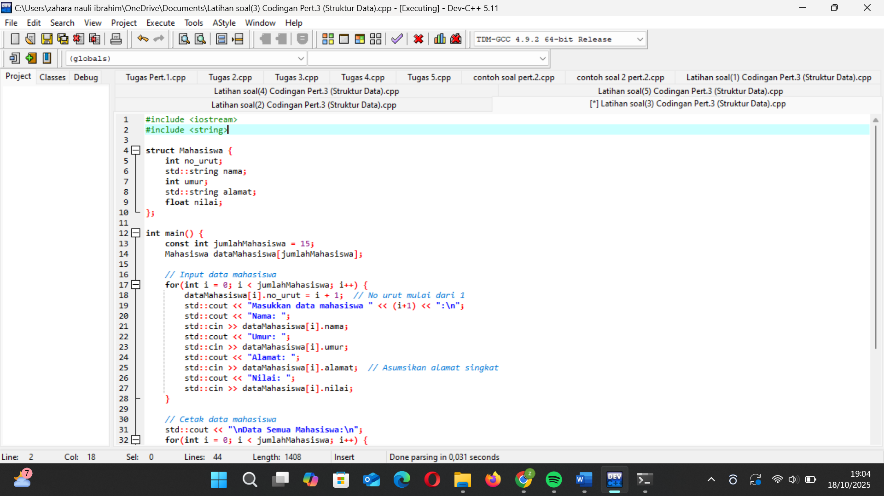 C:\Users\zahara nauli ibrahim\OneDrive\Documents\Latihan soal(3) Codingan Pert.3 (Struktur Data).cpp - [Executing] - Dev-C++ 5.11
File Edit Search View Project Execute Tools AStyle Window Help
TDM-GCC 4.9.2 64-bit Release
(globals)
Project Classes Debug
Tugas Pert.1.cpp Tugas 2.cpp Tugas 3.cpp Tugas 4.cpp Tugas 5.cpp contoh soal pert.2.cpp contoh soal 2 pert.2.cpp Latihan soal(1) Codingan Pert.3 (Struktur Data).cpp
Latihan soal(4) Codingan Pert.3 (Struktur Data).cpp Latihan soal(5) Codingan Pert.3 (Struktur Data).cpp
Latihan soal(2) Codingan Pert.3 (Struktur Data).cpp [*] Latihan soal(3) Codingan Pert.3 (Struktur Data).cpp
1 #include <iostream>
2 #include <string>
3
4 struct Mahasiswa {
5 int no_urut;
6 std::string nama;
7 int umur;
8 std::string alamat;
9 float nilai;
10 };
11
12 int main() {
13 const int jumlahMahasiswa = 15;
14 Mahasiswa dataMahasiswa[jumlahMahasiswa];
15
16 // Input data mahasiswa
17 for(int i = 0; i < jumlahMahasiswa; i++) {
18 dataMahasiswa[i].no_urut = i + 1; // No urut mulai dari 1
19 std::cout << "Masukkan data mahasiswa " << (i+1) << ":\n";
20 std::cout << "Nama: ";
21 std::cin >> dataMahasiswa[i].nama;
22 std::cout << "Umur: ";
23 std::cin >> dataMahasiswa[i].umur;
24 std::cout << "Alamat: ";
25 std::cin >> dataMahasiswa[i].alamat; // Asumsikan alamat singkat
26 std::cout << "Nilai: ";
27 std::cin >> dataMahasiswa[i].nilai;
28 }
29
30 // Cetak data mahasiswa
31 std::cout << "\nData Semua Mahasiswa:\n";
32 for(int i = 0; i < jumlahMahasiswa; i++) {
Line: 2 Col: 18 Sel: 0 Lines: 44 Length: 1408 Insert Done parsing in 0,031 seconds
7
19:04
18/10/2025